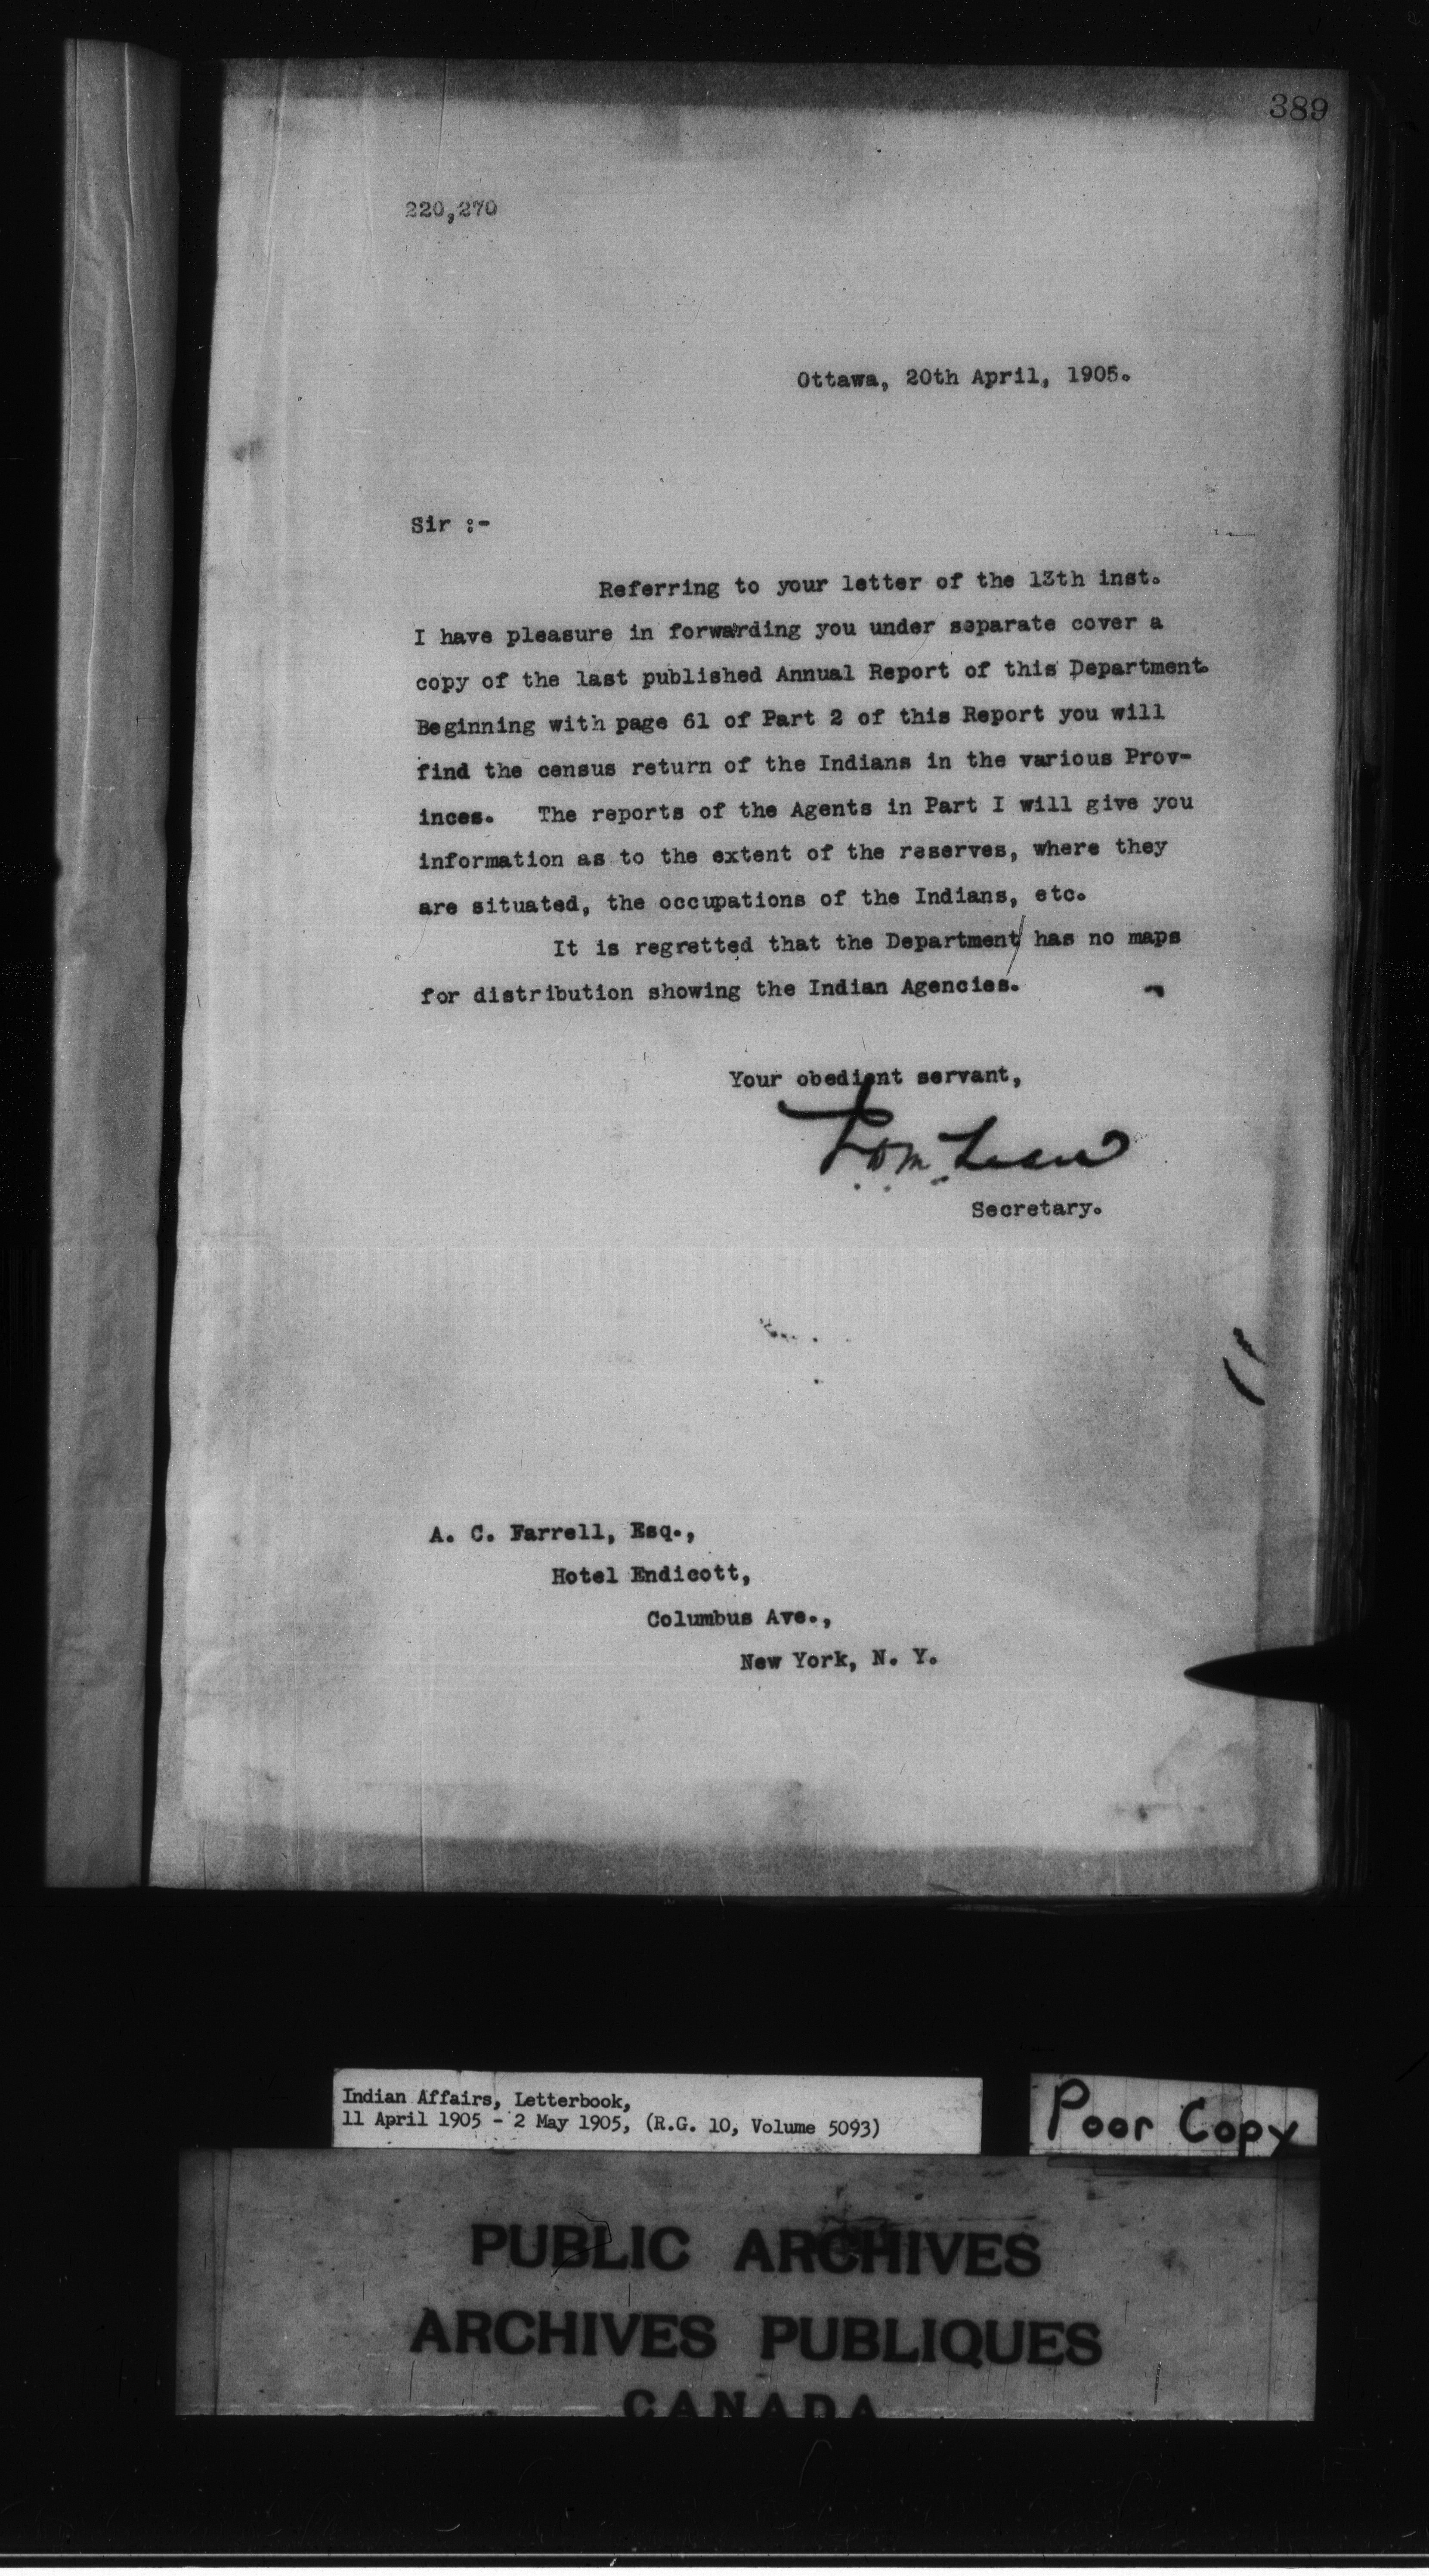 389
220,270
Ottawa, 20th April, 1905.
Sir :-
Referring to your letter of the 13th inst.
I have pleasure in forwarding you under separate cover a
copy of the last published Annual Report of this Department.
Beginning with page 61 of Part 2 of this Report you will
find the census return of the Indians in the various Prov-
inces. The reports of the Agents in Part I will give you
information as to the extent of the reserves, where they
are situated, the occupations of the Indians, etc.
It is regretted that the Department has no maps
for distribution showing the Indian Agencies.
Your obedient servant,
Secretary.
A. C. Farrell, Esq.,
Hotel Endicott,
Columbus Ave.,
New York, N. Y.
Indian Affairs, Letterbook,
11 April 1905 - 2 May 1905, (R.G. 10, Volume 5093)
Poor Copy
PUBLIC ARCHIVES
ARCHIVES PUBLIQUES
CANADA